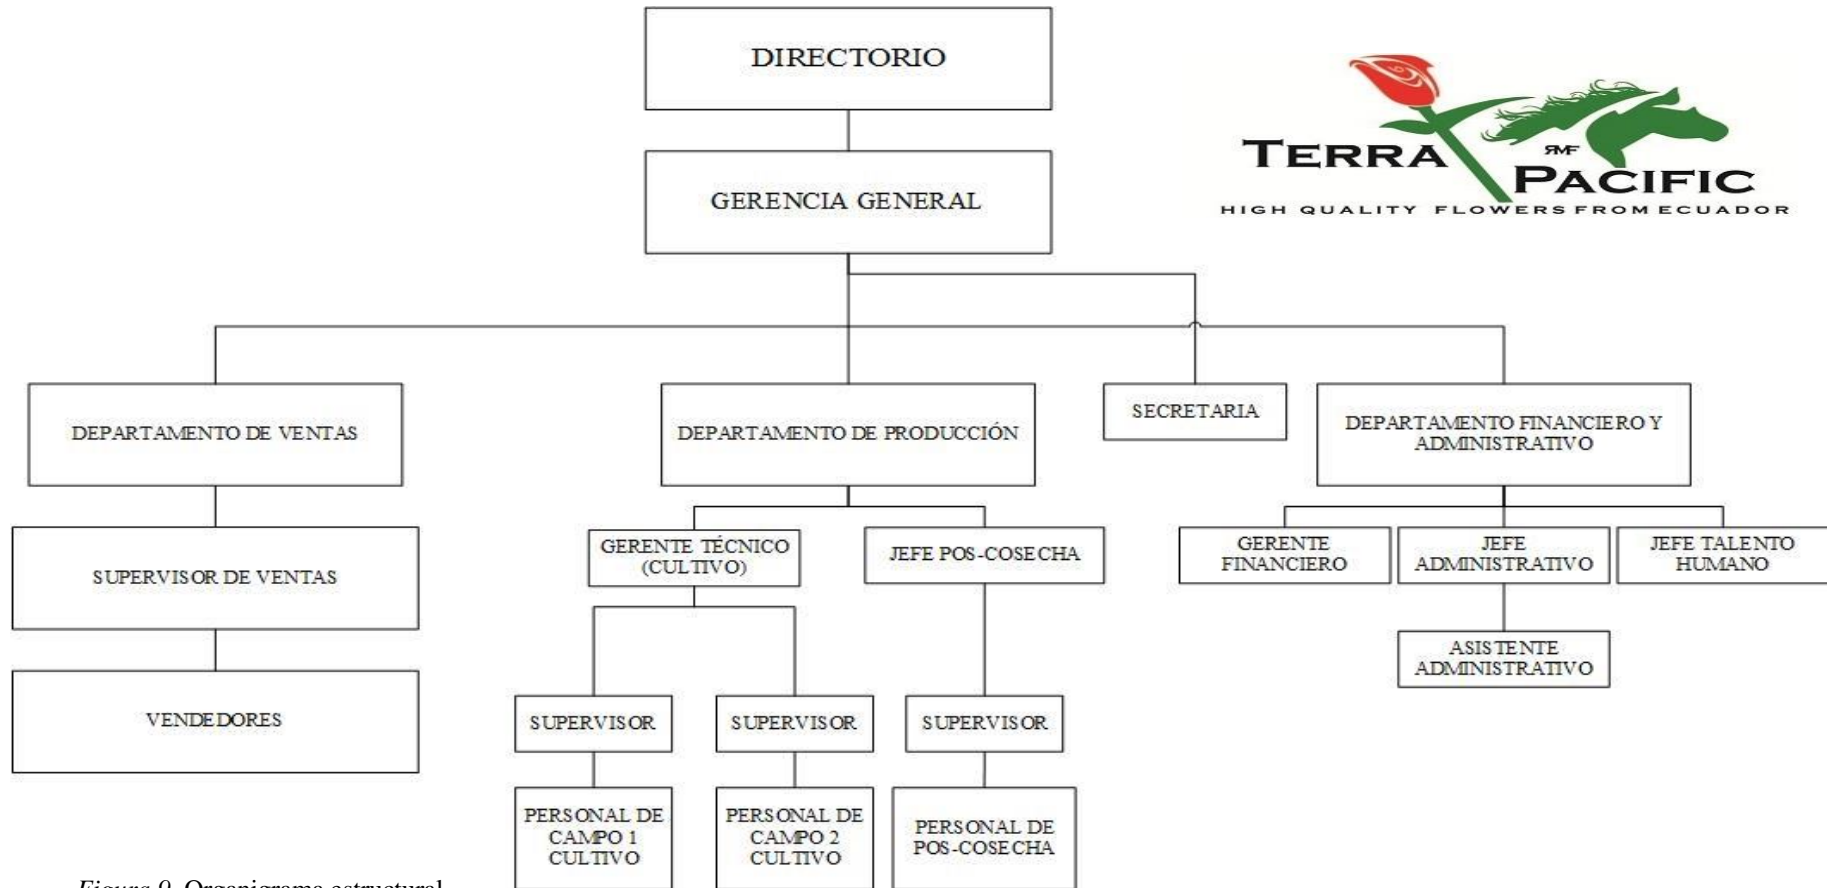 DIRECTORIO
TERRA
RMF
PACIFIC
HIGH QUALITY FLOWERS FROM ECUADOR
GERENCIA GENERAL
SECRETARIA
DEPARTAMENTO DE VENTAS
DEPARTAMENTO DE PRODUCCIÓN
DEPARTAMENTO FINANCIERO Y
ADMINISTRATIVO
SUPERVISOR DE VENTAS
GERENTE TÉCNICO
(CULTIVO)
JEFE POS-COSECHA
GERENTE
FINANCIERO
JEFE
ADMINISTRATIVO
JEFE TALENTO
HUMANO
ASISTENTE
ADMINISTRATIVO
VENDEDORES
SUPERVISOR
SUPERVISOR
SUPERVISOR
PERSONAL DE
CAMPO 1
CULTIVO
PERSONAL DE
CAMPO 2
CULTIVO
PERSONAL DE
POS-COSECHA
Figura 9. Organigrama estructural